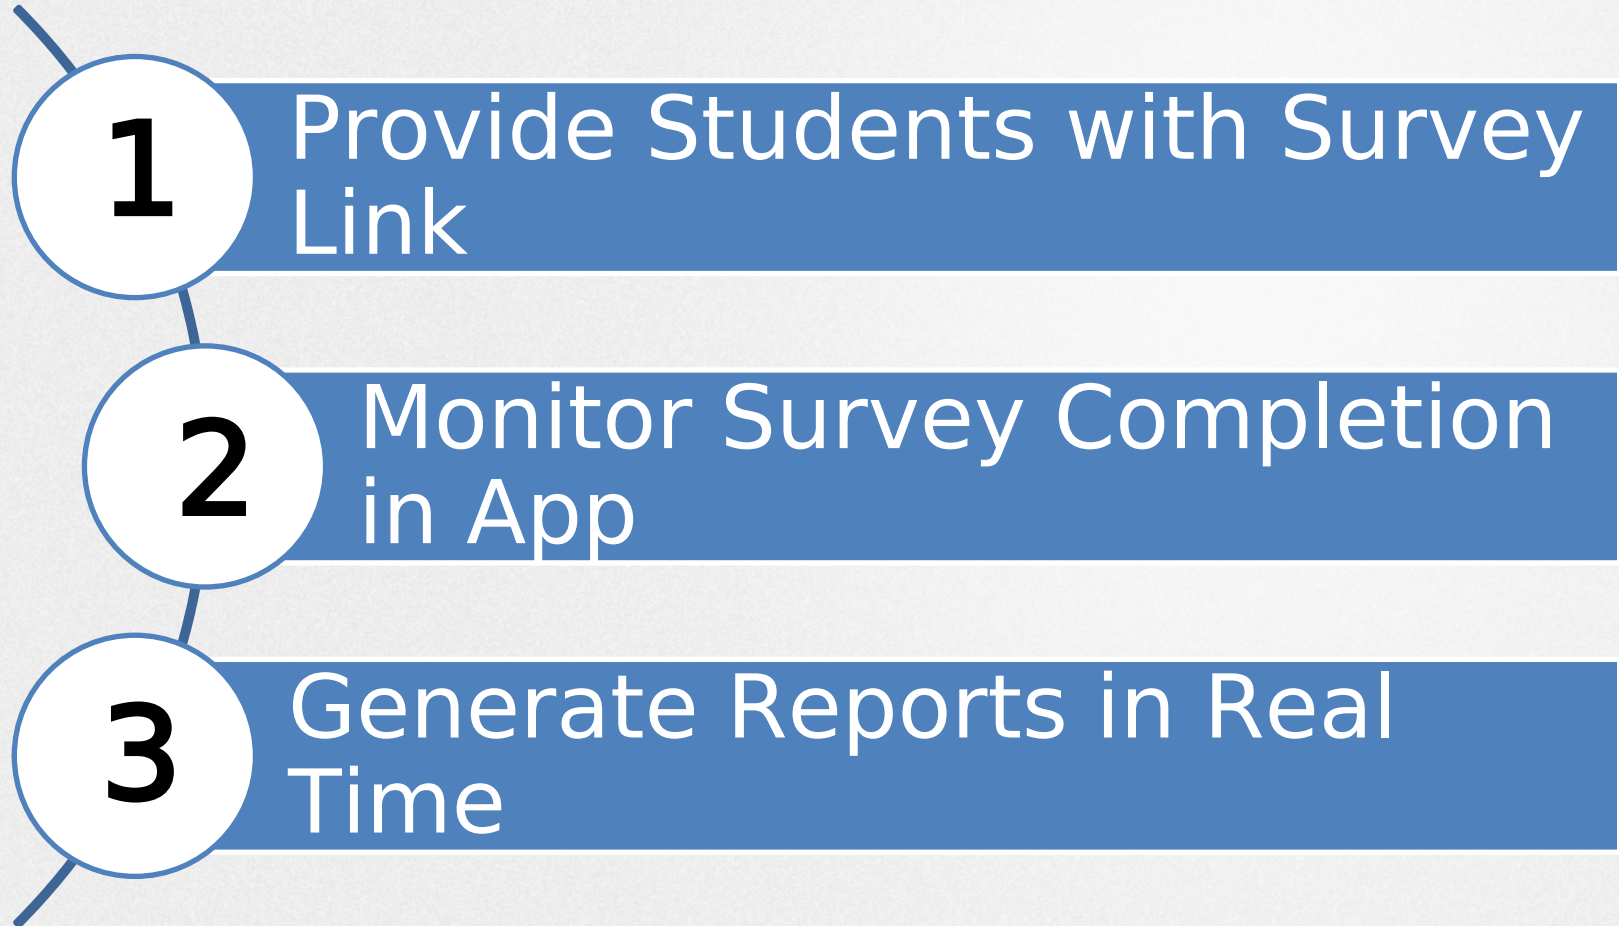 1
Provide Students with Survey
Link
2
Monitor Survey Completion
in App
3
Generate Reports in Real
Time